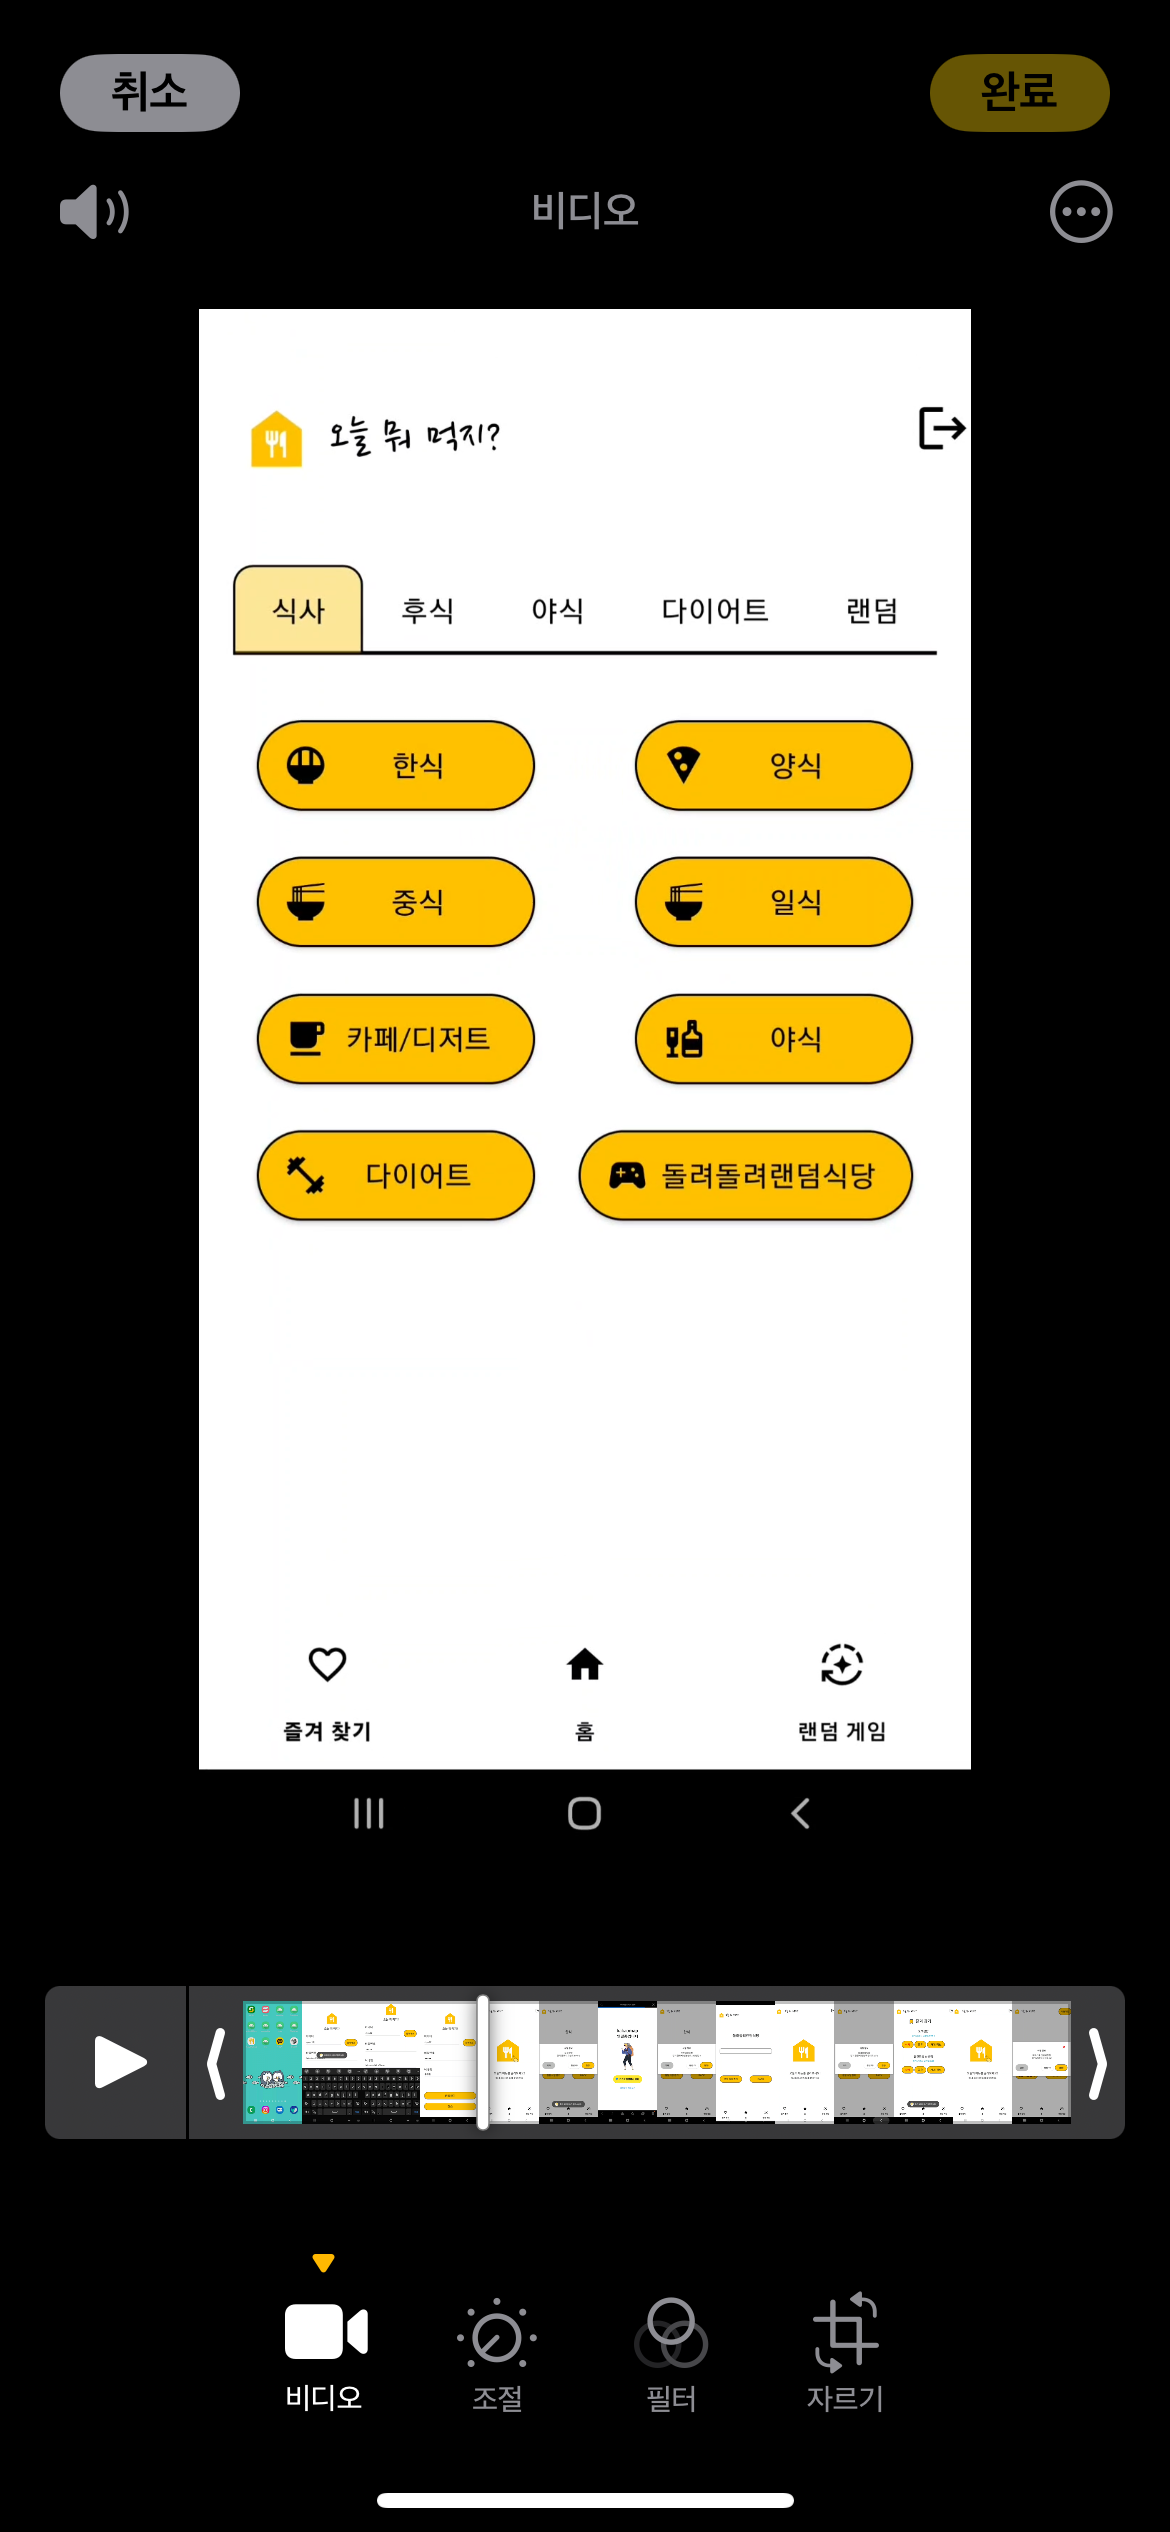 취소
완료
비디오
오늘 뭐 먹지?
식사 후식 야식 다이어트 랜덤
한식 양식
중식 일식
카페/디저트 야식
다이어트 돌려돌려랜덤식당
즐겨 찾기 홈 랜덤 게임
비디오 조절 필터 자르기